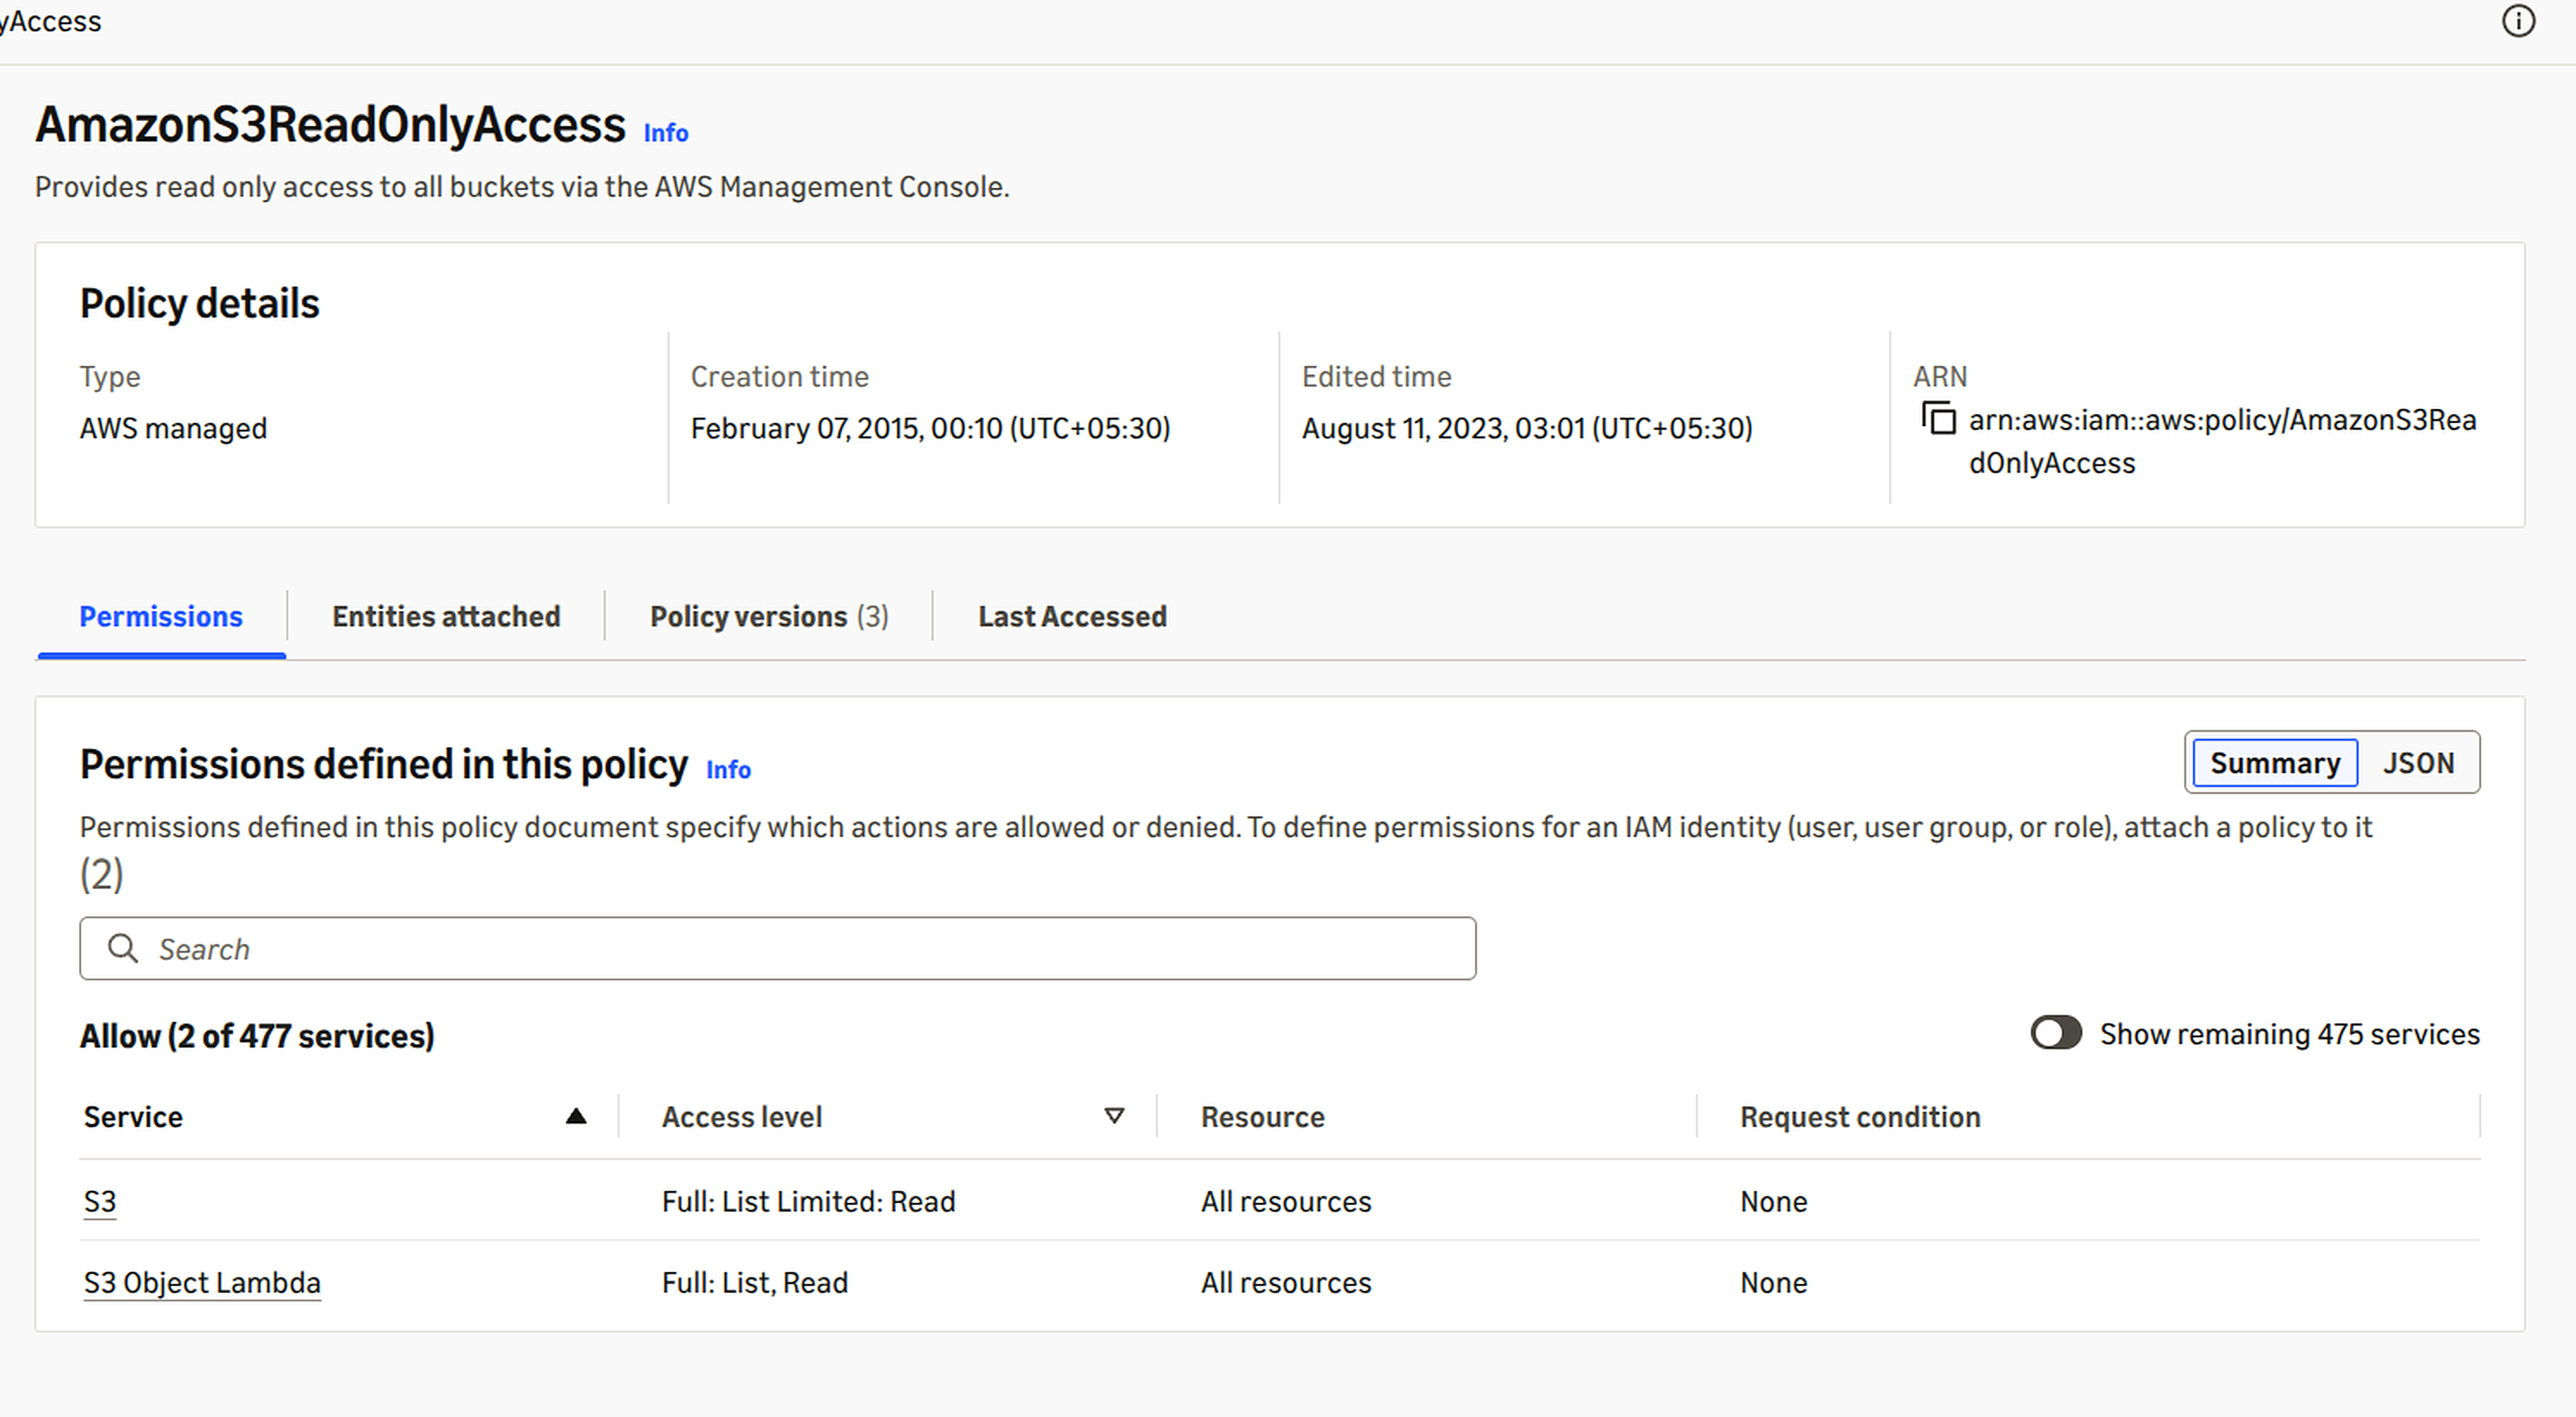 yAccess
AmazonS3ReadOnlyAccess Info
Provides read only access to all buckets via the AWS Management Console.
Policy details
Type
AWS managed
Creation time
February 07, 2015, 00:10 (UTC+05:30)
Edited time
August 11, 2023, 03:01 (UTC+05:30)
ARN
arn:aws:iam::aws:policy/AmazonS3Rea
dOnlyAccess
Permissions Entities attached Policy versions (3) Last Accessed
Permissions defined in this policy Info
Summary JSON
Permissions defined in this policy document specify which actions are allowed or denied. To define permissions for an IAM identity (user, user group, or role), attach a policy to it
(2)
Search
Allow (2 of 477 services)
Show remaining 475 services
Service Access level Resource Request condition
S3 Full: List Limited: Read All resources None
S3 Object Lambda Full: List, Read All resources None